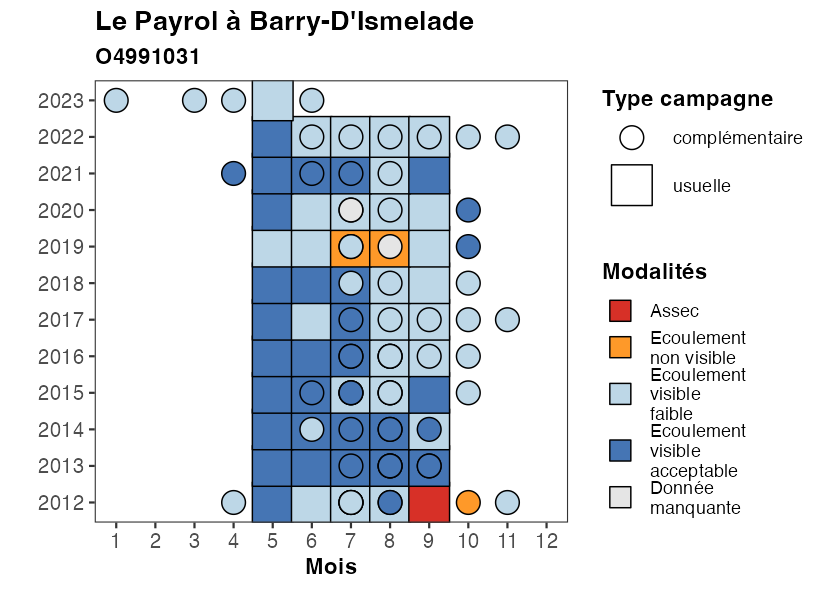 Le Payrol à Barry-D'Ismelade
O4991031
2023
2022
2021
2020
2019
2018
2017
2016
2015
2014
2013
2012
1 2 3 4 5 6 7 8 9 10 11 12
Mois
Type campagne
complémentaire
usuelle
Modalités
Assec
Ecoulement
non visible
Ecoulement
visible
faible
Ecoulement
visible
acceptable
Donnée
manquante